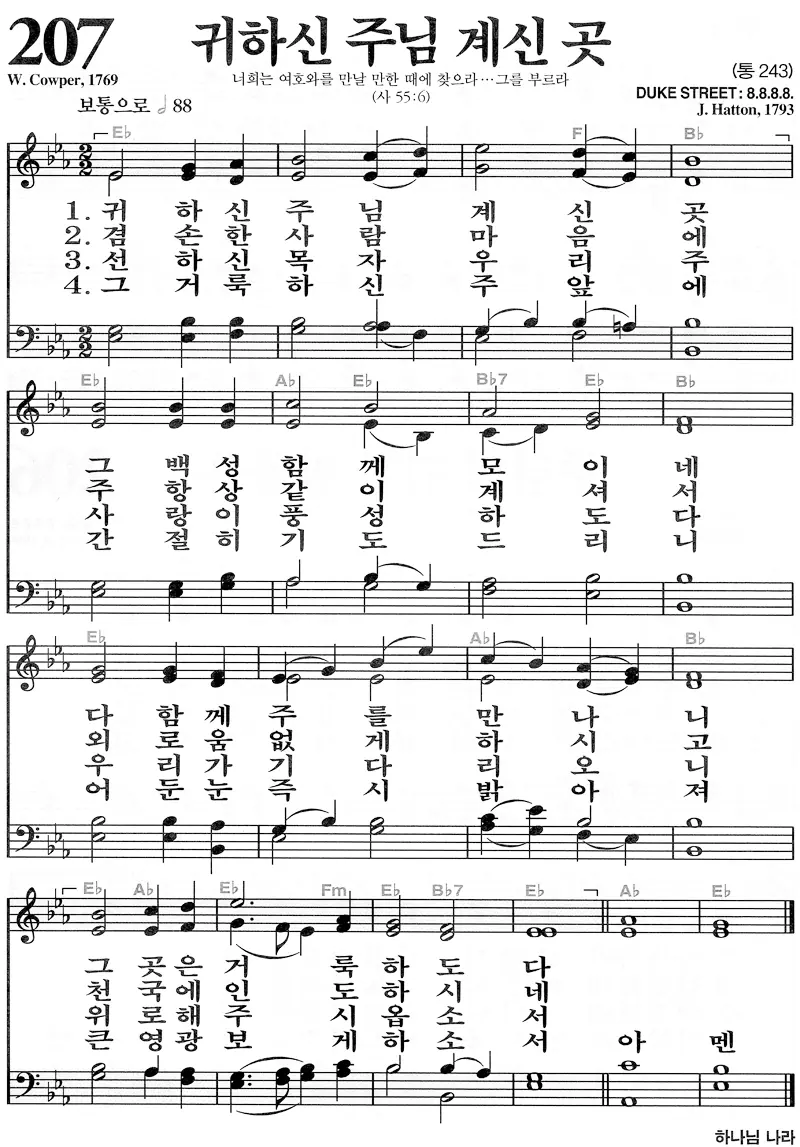 207 귀하신 주님 계신 곳
(통 243)
W. Cowper, 1769
너희는 여호와를 만날 만한 때에 찾으라…그를 부르라
(사 55:6)
DUKE STREET : 8.8.8.8.
보통으로 88
J. Hatton, 1793
E♭ F B♭
1. 귀 하 신 주 님 계 신 곳
2. 겸 손 한 사 람 마 음 에
3. 선 하 신 목 자 우 리 주
4. 그 거 룩 하 신 주 앞 에
E♭ A♭ E♭ B♭7 E♭ B♭
그 백 성 함 께 모 이 네
주 항 상 같 이 계 셔 서
사 랑 이 풍 성 하 도 다
간 절 히 기 도 드 리 니
E♭ A♭ B♭
다 함 께 주 를 만 나 니
외 로 움 없 게 하 시 고
우 리 가 기 다 리 오 니
어 둔 눈 즉 시 밝 아 져
E♭ A♭ E♭ Fm E♭ B♭7 E♭ A♭ E♭
그 곳 은 거 룩 하 도 다
천 국 에 인 도 하 시 네
위 로 해 주 시 옵 소 서
큰 영 광 보 게 하 소 서 아 멘
하나님 나라